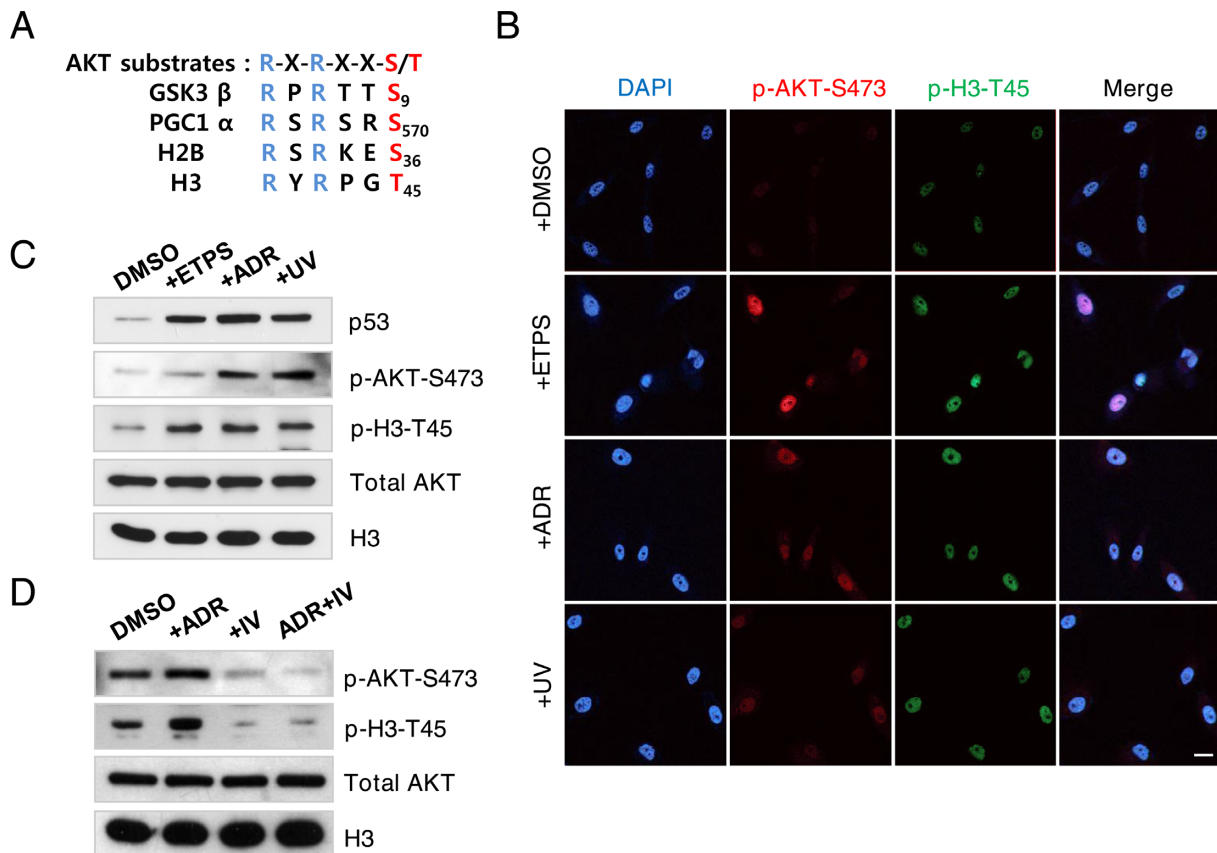 A
AKT substrates : R-X-R-X-X-S/T
GSK3 β R P R T T S9
PGC1 α R S R S R S570
H2B R S R K E S36
H3 R Y R P G T45
B
DAPI p-AKT-S473 p-H3-T45 Merge
+DMSO
+ETPS
+ADR
+UV
C
DMSO +ETPS +ADR +UV
p53
p-AKT-S473
p-H3-T45
Total AKT
H3
D
DMSO +ADR +IV ADR+IV
p-AKT-S473
p-H3-T45
Total AKT
H3